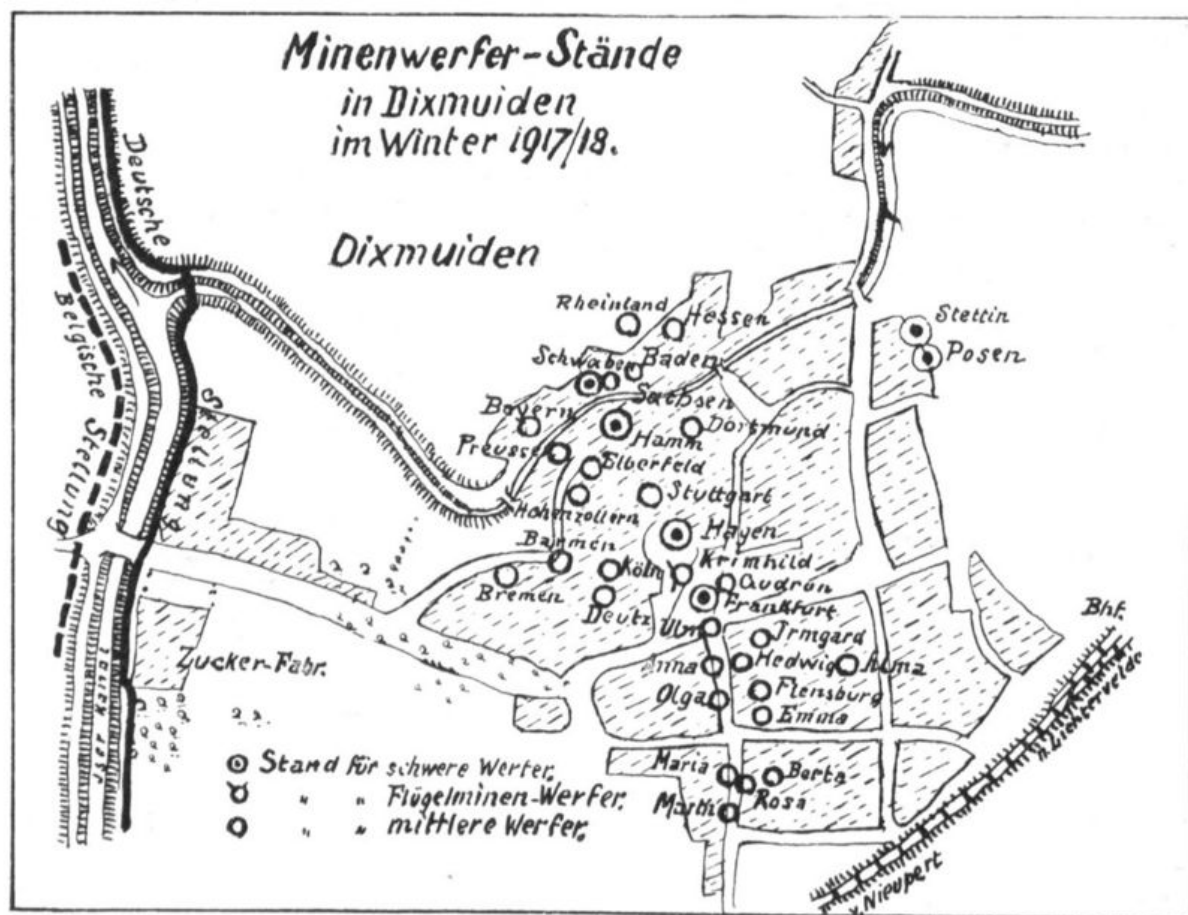 Minenwerfer-Stände
in Dixmuiden
im Winter 1917/18.
Deutsche
Stellung
Belgische Stellung
Dixmuiden
Rheinland
Hessen
Stettin
Posen
Schwaben
Baden
Sachsen
Bayern
Hamm
Dortmund
Preussen
Elberfeld
Hohenzollern
Stuttgart
Hagen
Barmen
Köln
Krimhild
Gudrun
Bremen
Deutz
Frankfurt
Ulm
Irmgard
Anna
Hedwig
Alma
Olga
Flensburg
Emma
Bhf.
n. Lichtervelde
Zucker-Fabr.
Yser Kanal
Maria
Berta
Rosa
v. Nieuport
Stand für schwere Werfer.
" " Flügelminen-Werfer.
" " mittlere Werfer.